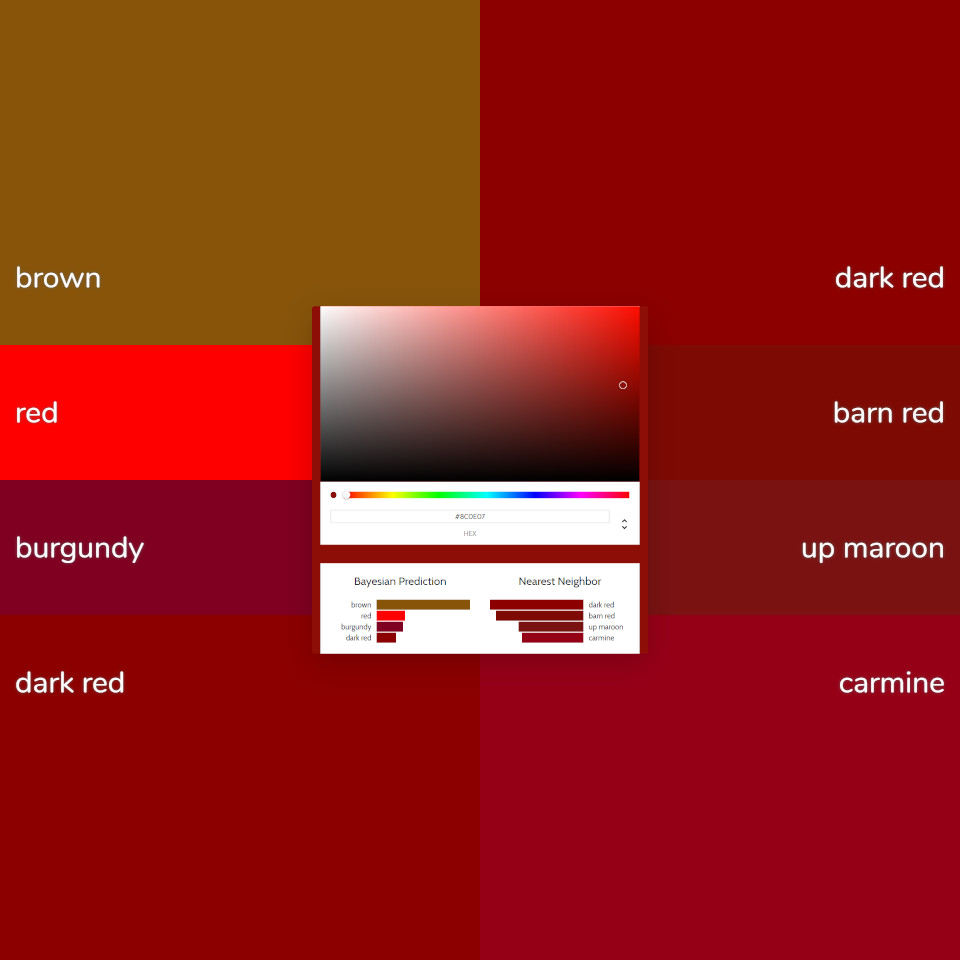 brown
dark red
red
barn red
burgundy
up maroon
dark red
carmine
#8C0E07
HEX
Bayesian Prediction
brown
red
burgundy
dark red
Nearest Neighbor
dark red
barn red
up maroon
carmine